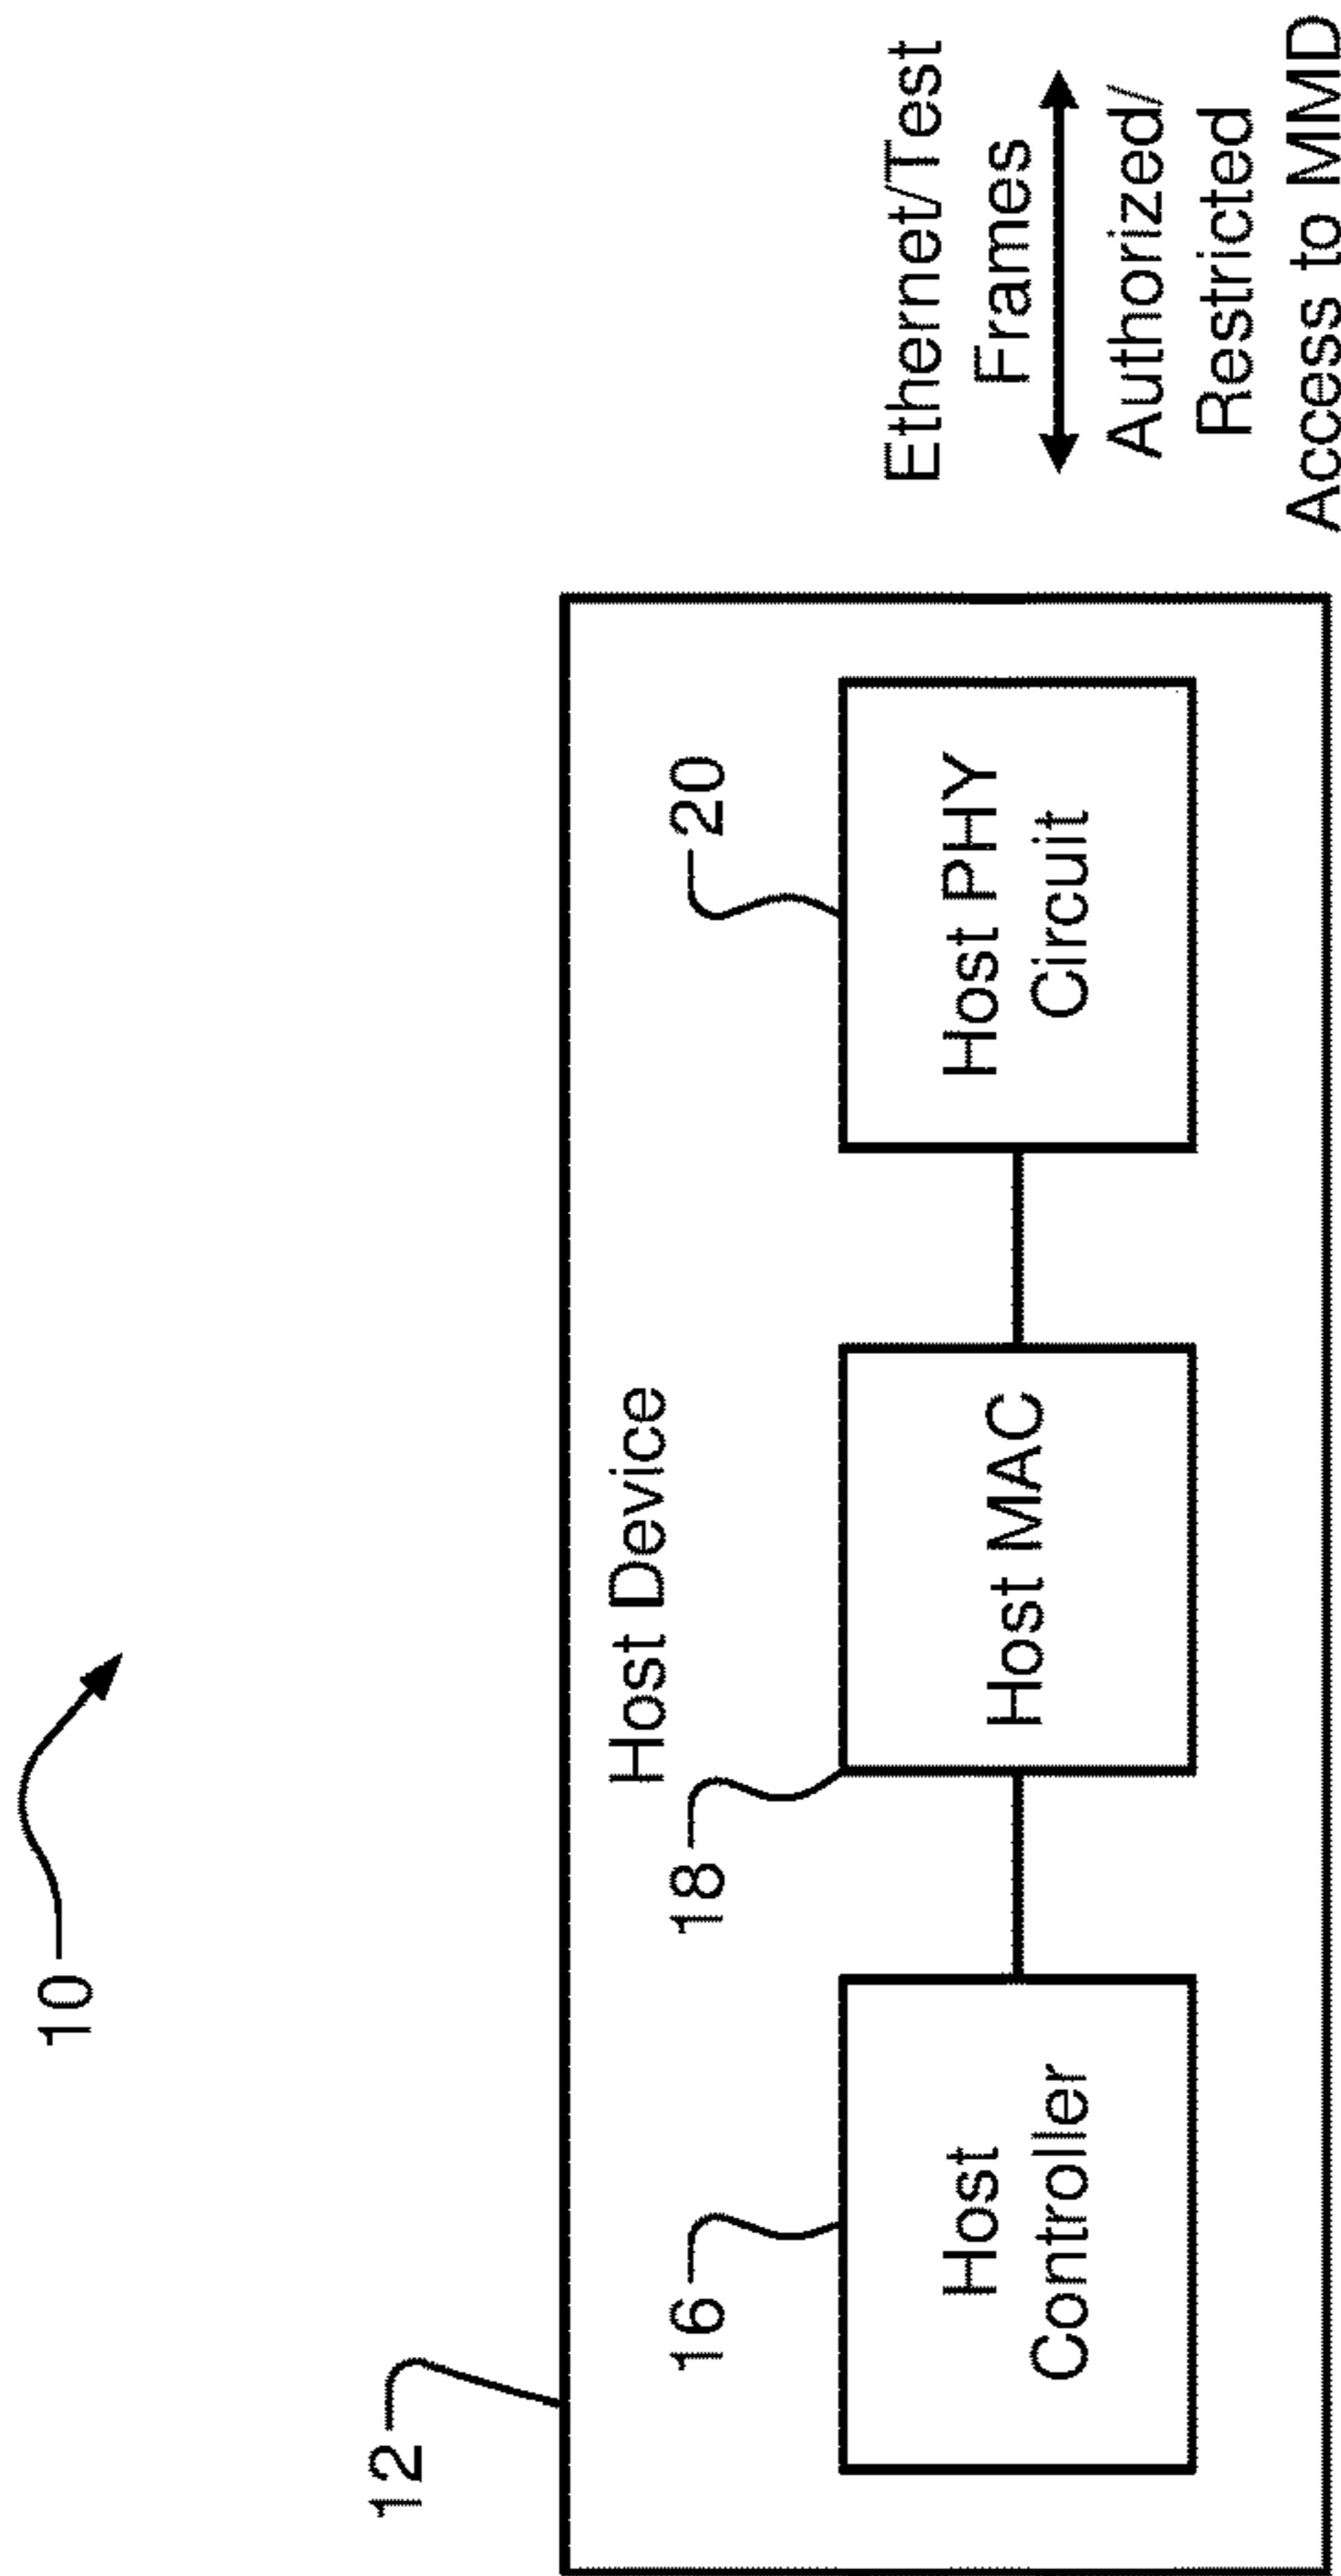 10
12
Host Device
16
18
20
Host
Controller
Host MAC
Host PHY
Circuit
Ethernet/Test
Frames
Authorized/
Restricted
Access to MMD